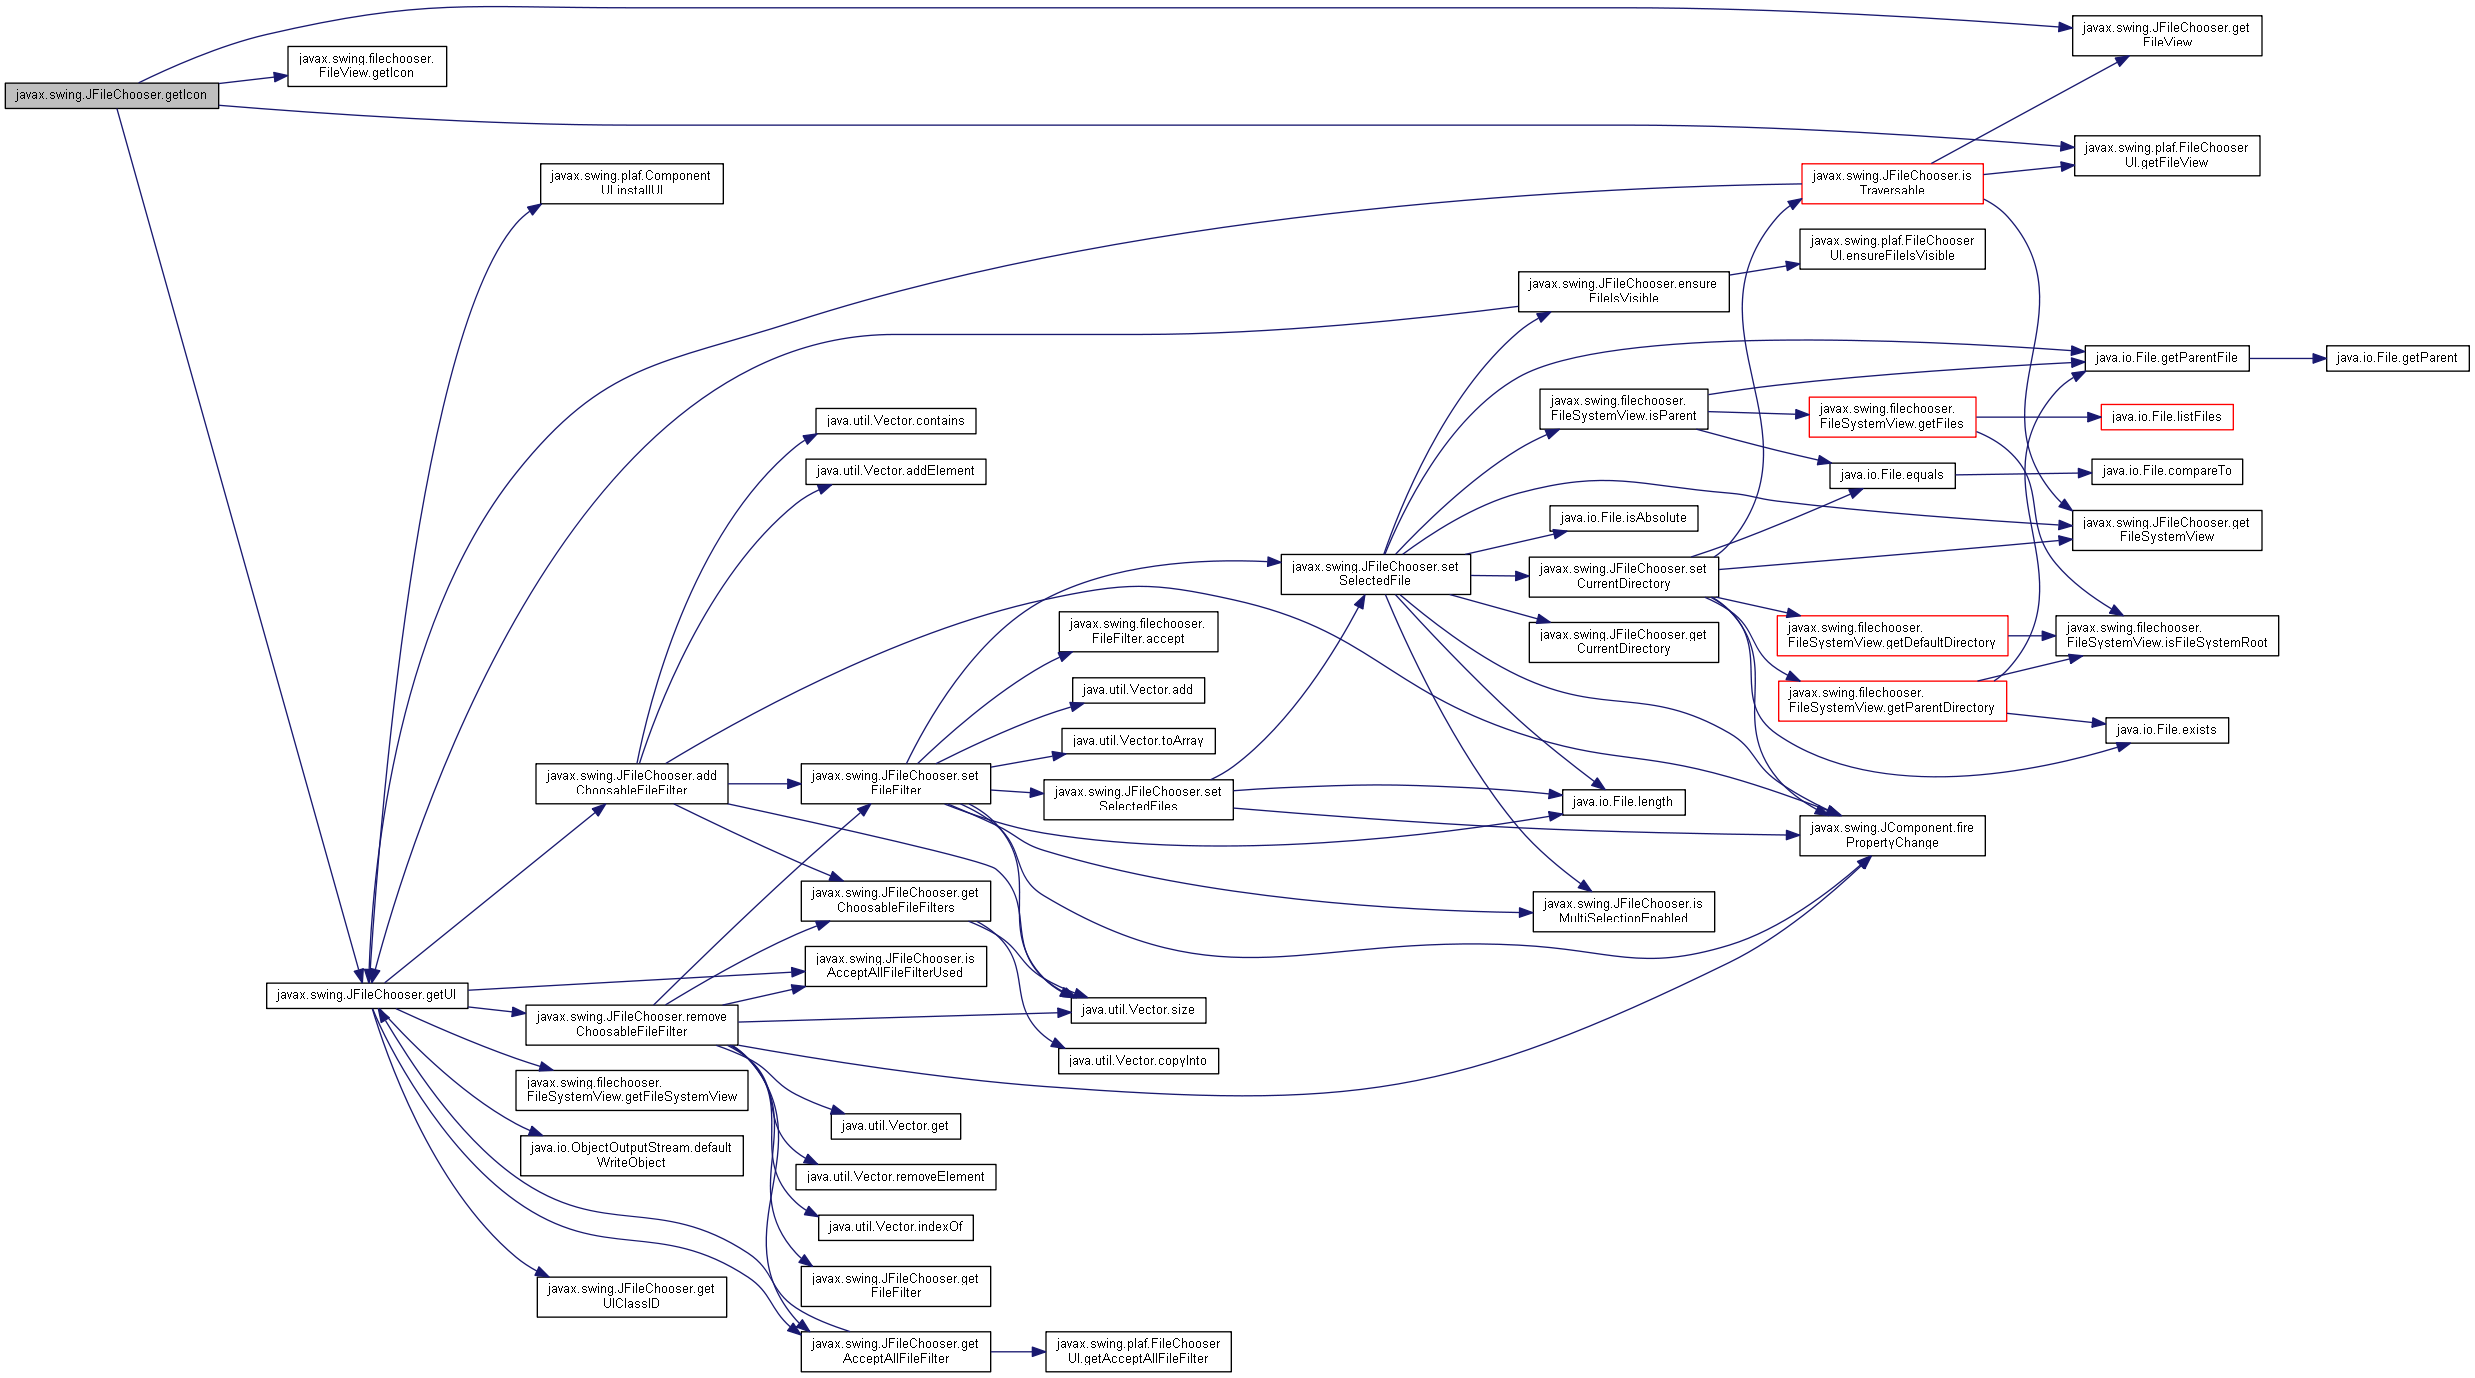 javax.swing.JFileChooser.getIcon
javax.swing.filechooser.
FileView.getIcon
javax.swing.JFileChooser.getUI
javax.swing.plaf.Component
UI.installUI
javax.swing.JFileChooser.add
ChoosableFileFilter
javax.swing.JFileChooser.remove
ChoosableFileFilter
javax.swing.filechooser.
FileSystemView.getFileSystemView
java.io.ObjectOutputStream.default
WriteObject
javax.swing.JFileChooser.get
UIClassID
java.util.Vector.contains
java.util.Vector.addElement
javax.swing.JFileChooser.set
FileFilter
javax.swing.JFileChooser.get
ChoosableFileFilters
javax.swing.JFileChooser.is
AcceptAllFileFilterUsed
java.util.Vector.get
java.util.Vector.removeElement
java.util.Vector.indexOf
javax.swing.JFileChooser.get
FileFilter
javax.swing.JFileChooser.get
AcceptAllFileFilter
javax.swing.filechooser.
FileFilter.accept
java.util.Vector.add
java.util.Vector.toArray
javax.swing.JFileChooser.set
SelectedFiles
java.util.Vector.size
java.util.Vector.copyInto
javax.swing.plaf.FileChooser
UI.getAcceptAllFileFilter
javax.swing.JFileChooser.set
SelectedFile
javax.swing.JFileChooser.ensure
FileIsVisible
javax.swing.filechooser.
FileSystemView.isParent
java.io.File.isAbsolute
javax.swing.JFileChooser.set
CurrentDirectory
javax.swing.JFileChooser.get
CurrentDirectory
java.io.File.length
javax.swing.JFileChooser.is
MultiSelectionEnabled
javax.swing.JFileChooser.is
Traversable
javax.swing.plaf.FileChooser
UI.ensureFileIsVisible
javax.swing.filechooser.
FileSystemView.getFiles
java.io.File.equals
javax.swing.filechooser.
FileSystemView.getDefaultDirectory
javax.swing.filechooser.
FileSystemView.getParentDirectory
javax.swing.JComponent.fire
PropertyChange
javax.swing.JFileChooser.get
FileView
javax.swing.plaf.FileChooser
UI.getFileView
java.io.File.getParentFile
java.io.File.listFiles
java.io.File.compareTo
javax.swing.JFileChooser.get
FileSystemView
javax.swing.filechooser.
FileSystemView.isFileSystemRoot
java.io.File.exists
java.io.File.getParent